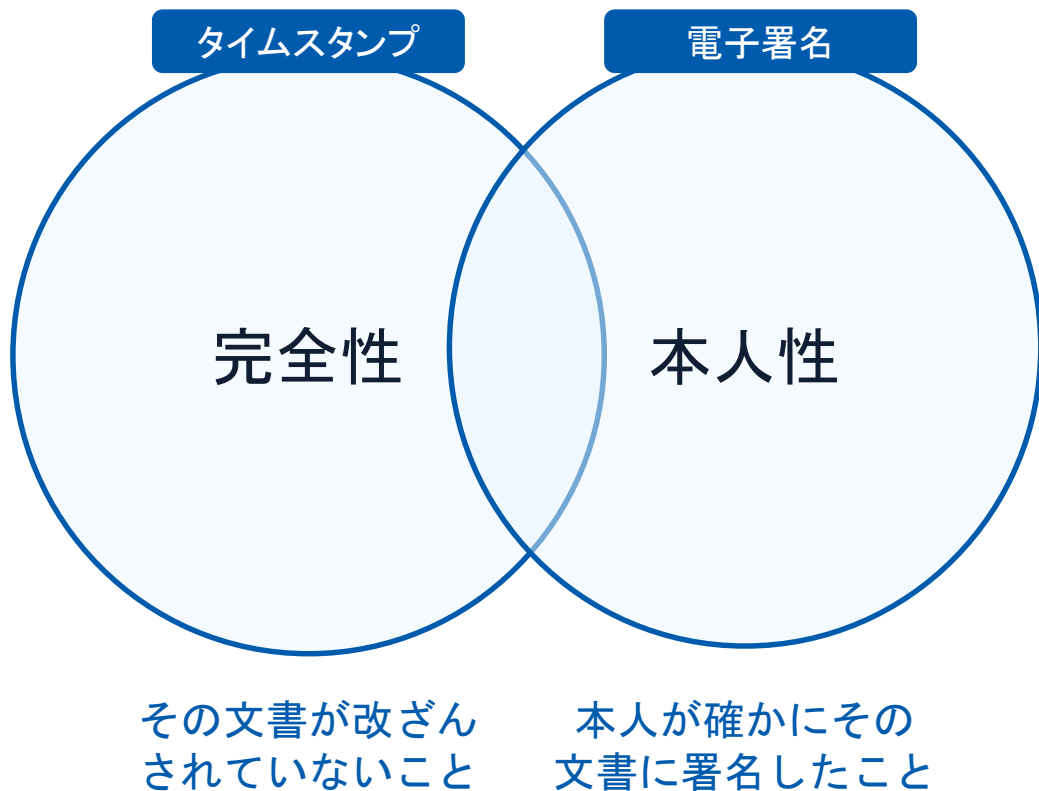 タイムスタンプ
電子署名
完全性
本人性
その文書が改ざん
されていないこと
本人が確かにその
文書に署名したこと